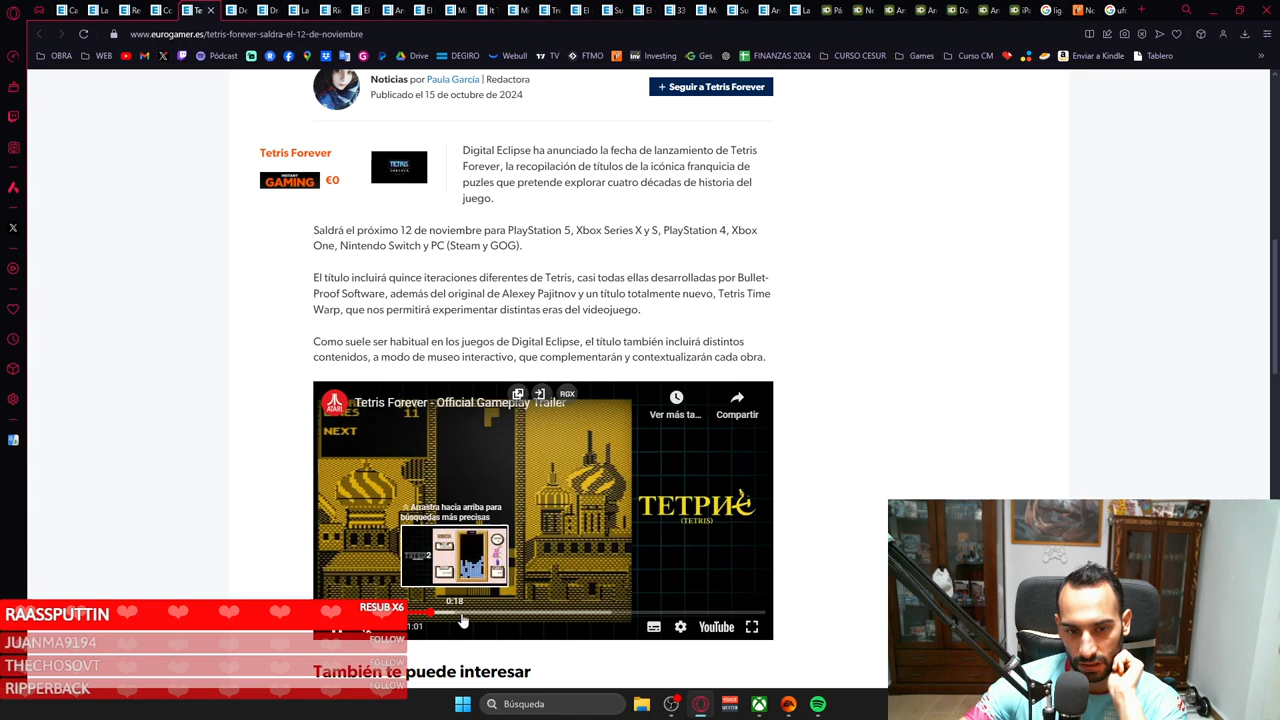 www.eurogamer.es/tetris-forever-saldra-el-12-de-noviembre
OBRA
WEB
Pódcast
Drive
DEGIRO
Webull
TV
FTMO
Investing
Ges
FINANZAS 2024
CURSO CESUR
Games
Curso CM
Enviar a Kindle
Tablero
Noticias por Paula García | Redactora
Publicado el 15 de octubre de 2024
+ Seguir a Tetris Forever
Tetris Forever
INSTANT GAMING €0
Digital Eclipse ha anunciado la fecha de lanzamiento de Tetris
Forever, la recopilación de títulos de la icónica franquicia de
puzles que pretende explorar cuatro décadas de historia del
juego.
Saldrá el próximo 12 de noviembre para PlayStation 5, Xbox Series X y S, PlayStation 4, Xbox
One, Nintendo Switch y PC (Steam y GOG).
El título incluirá quince iteraciones diferentes de Tetris, casi todas ellas desarrolladas por Bullet-
Proof Software, además del original de Alexey Pajitnov y un título totalmente nuevo, Tetris Time
Warp, que nos permitirá experimentar distintas eras del videojuego.
Como suele ser habitual en los juegos de Digital Eclipse, el título también incluirá distintos
contenidos, a modo de museo interactivo, que complementarán y contextualizarán cada obra.
ATARI
Tetris Forever - Official Gameplay Trailer
RGX
Ver más ta...
Compartir
11
NEXT
ТЕТРИС
(TETRIS)
Arrastra hacia arriba para
búsquedas más precisas
0:18
1:01
YouTube
También te puede interesar
RAASSPUTTIN RESUB X6
JUANMA9194 FOLLOW
THECHOSOVT FOLLOW
RIPPERBACK FOLLOW
Búsqueda